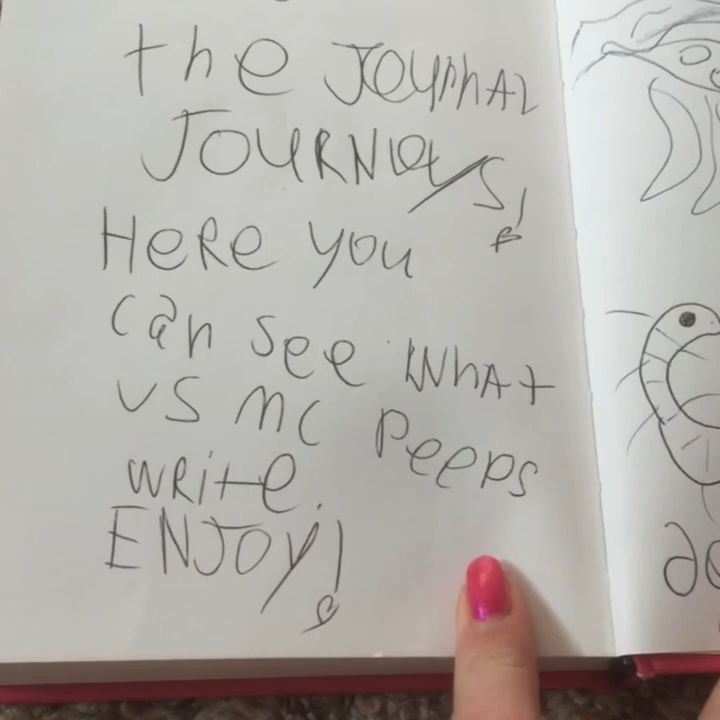 the JOURNAL
JOURNEYS!
HeRe you
can see WhAt
US MC Peeps
WRite.
ENJOY!